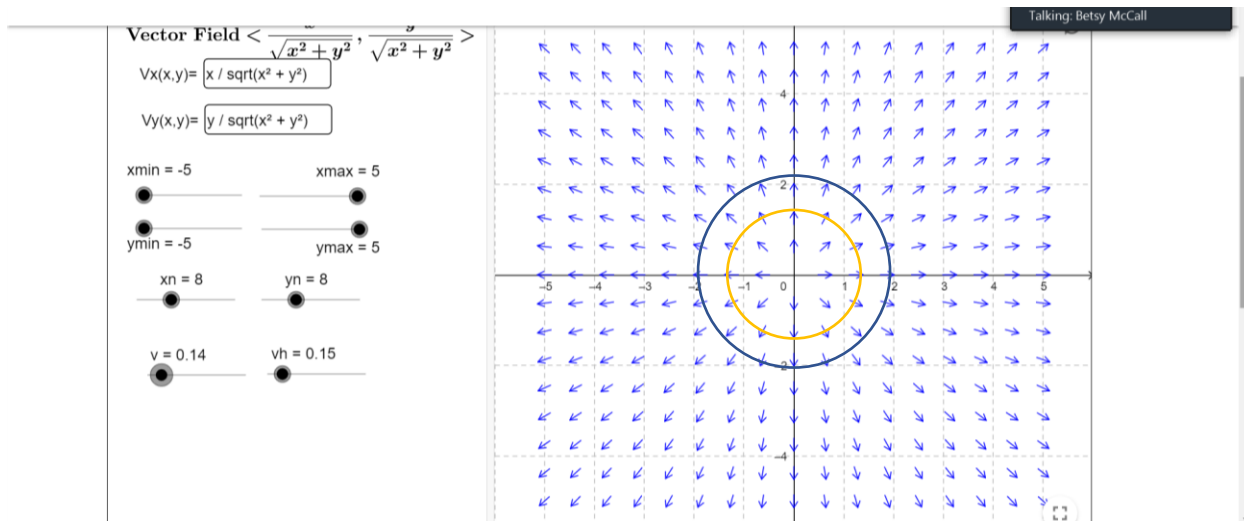 Talking: Betsy McCall
Vector Field < / √x² + y² , / √x² + y² >
Vx(x,y)= x / sqrt(x² + y²)
Vy(x,y)= y / sqrt(x² + y²)
xmin = -5 xmax = 5
ymin = -5 ymax = 5
xn = 8 yn = 8
v = 0.14 vh = 0.15
4
2
–5 –4 –3 –2 –1 0 1 2 3 4 5
–2
–4